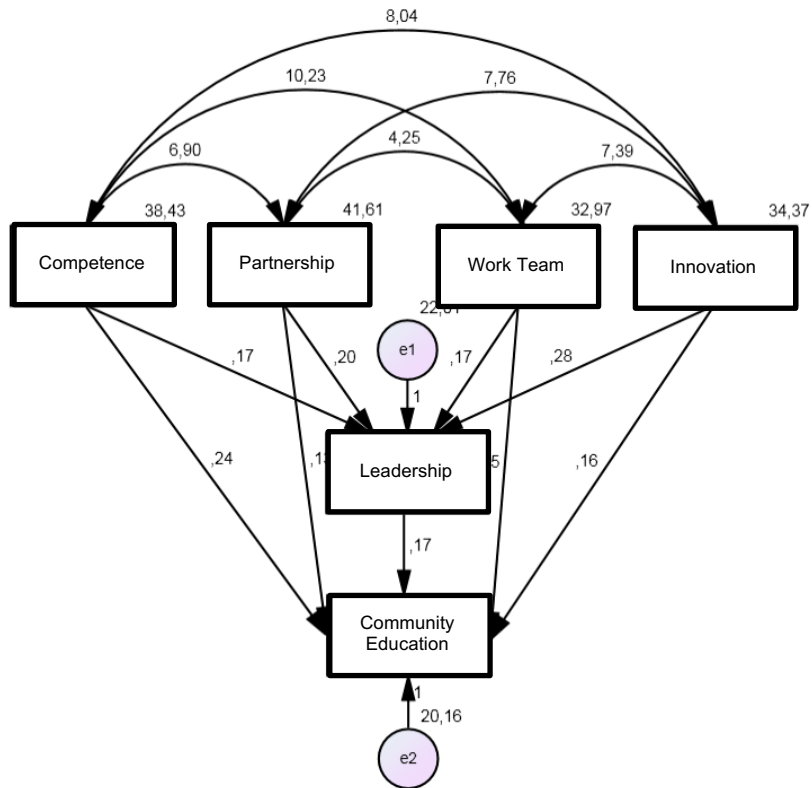 8,04
10,23
7,76
6,90
4,25
7,39
38,43
41,61
32,97
34,37
Competence
Partnership
Work Team
Innovation
e1
,17
,20
,17
,28
1
Leadership
,24
,16
,17
Community
Education
1
20,16
e2